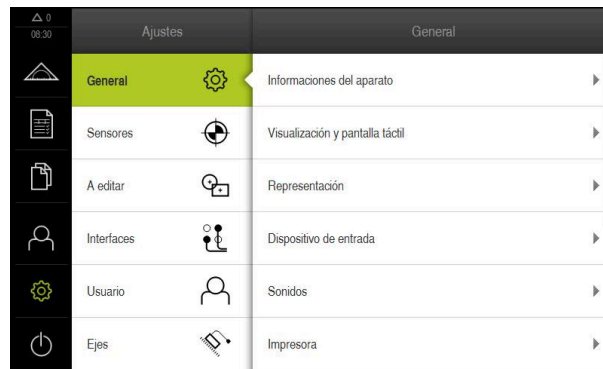 0
08:30
Ajustes
General
General
Informaciones del aparato
Sensores
Visualización y pantalla táctil
A editar
Representación
Interfaces
Dispositivo de entrada
Usuario
Sonidos
Ejes
Impresora